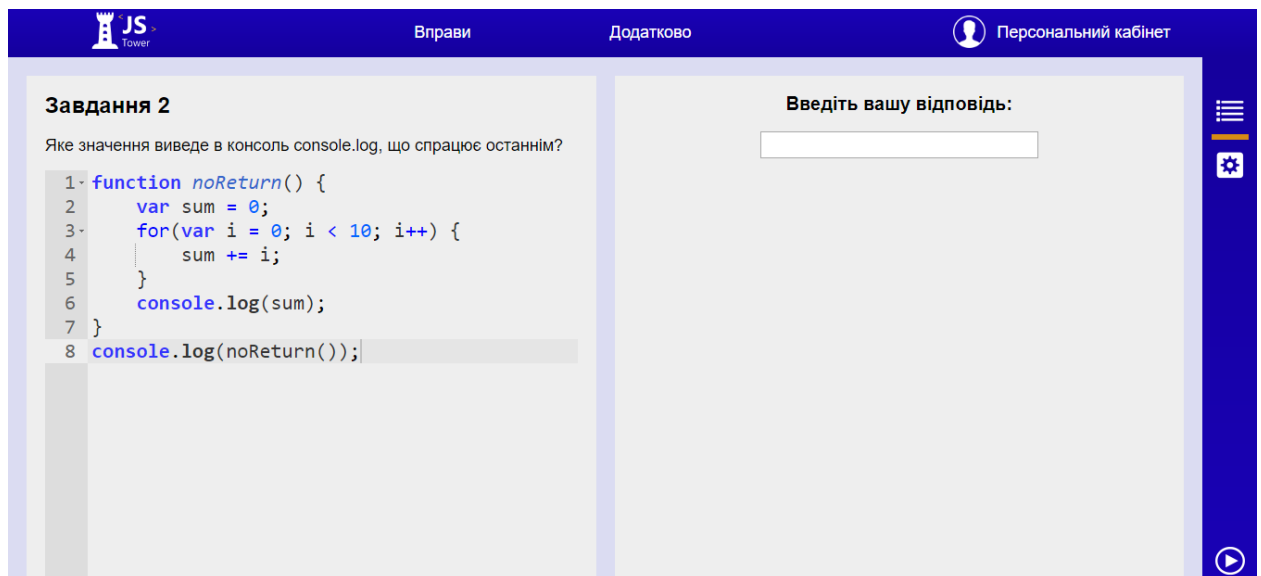 < JS >
Tower
Вправи
Додатково
Персональний кабінет
Завдання 2
Яке значення виведе в консоль console.log, що спрацює останнім?
1 function noReturn() {
2     var sum = 0;
3     for(var i = 0; i < 10; i++) {
4         sum += i;
5     }
6     console.log(sum);
7 }
8 console.log(noReturn());
Введіть вашу відповідь: